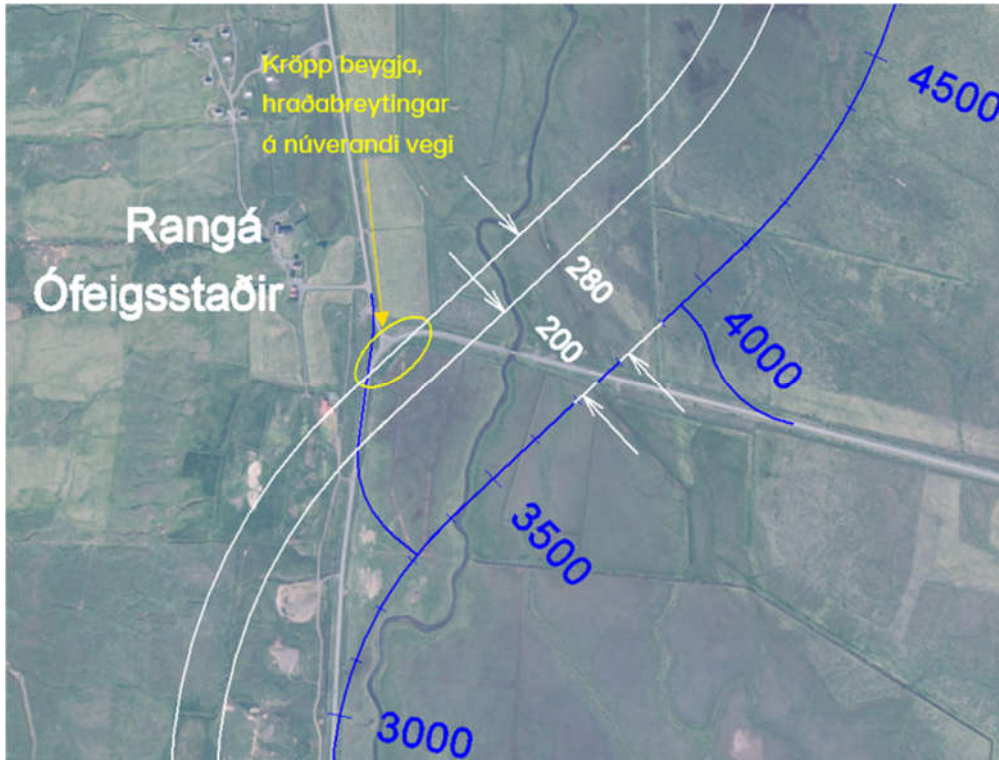 Kröpp beygja,
hraðabreytingar
á núverandi vegi
4500
Rangá
Ófeigsstaðir
280
200
4000
3500
3000